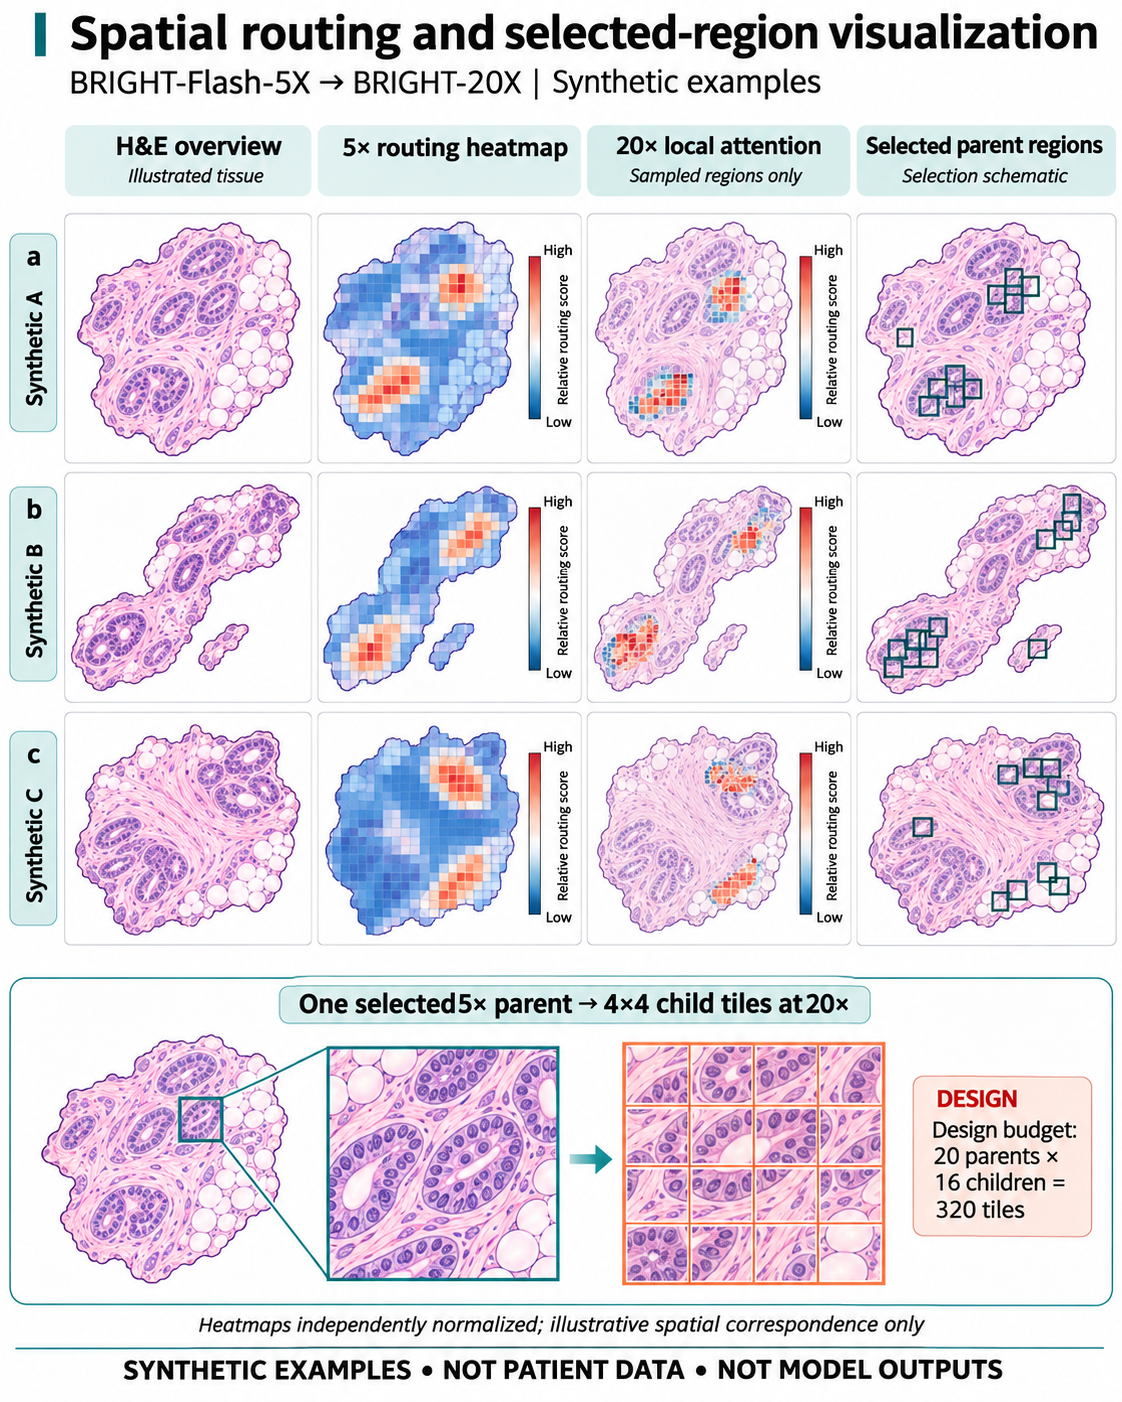 Spatial routing and selected-region visualization
BRIGHT-Flash-5X → BRIGHT-20X | Synthetic examples
H&E overview
Illustrated tissue
5× routing heatmap
20× local attention
Sampled regions only
Selected parent regions
Selection schematic
a
Synthetic A
High
Relative routing score
Low
High
Relative routing score
Low
b
Synthetic B
High
Relative routing score
Low
High
Relative routing score
Low
c
Synthetic C
High
Relative routing score
Low
High
Relative routing score
Low
One selected 5× parent → 4×4 child tiles at 20×
DESIGN
Design budget:
20 parents ×
16 children =
320 tiles
Heatmaps independently normalized; illustrative spatial correspondence only
SYNTHETIC EXAMPLES • NOT PATIENT DATA • NOT MODEL OUTPUTS